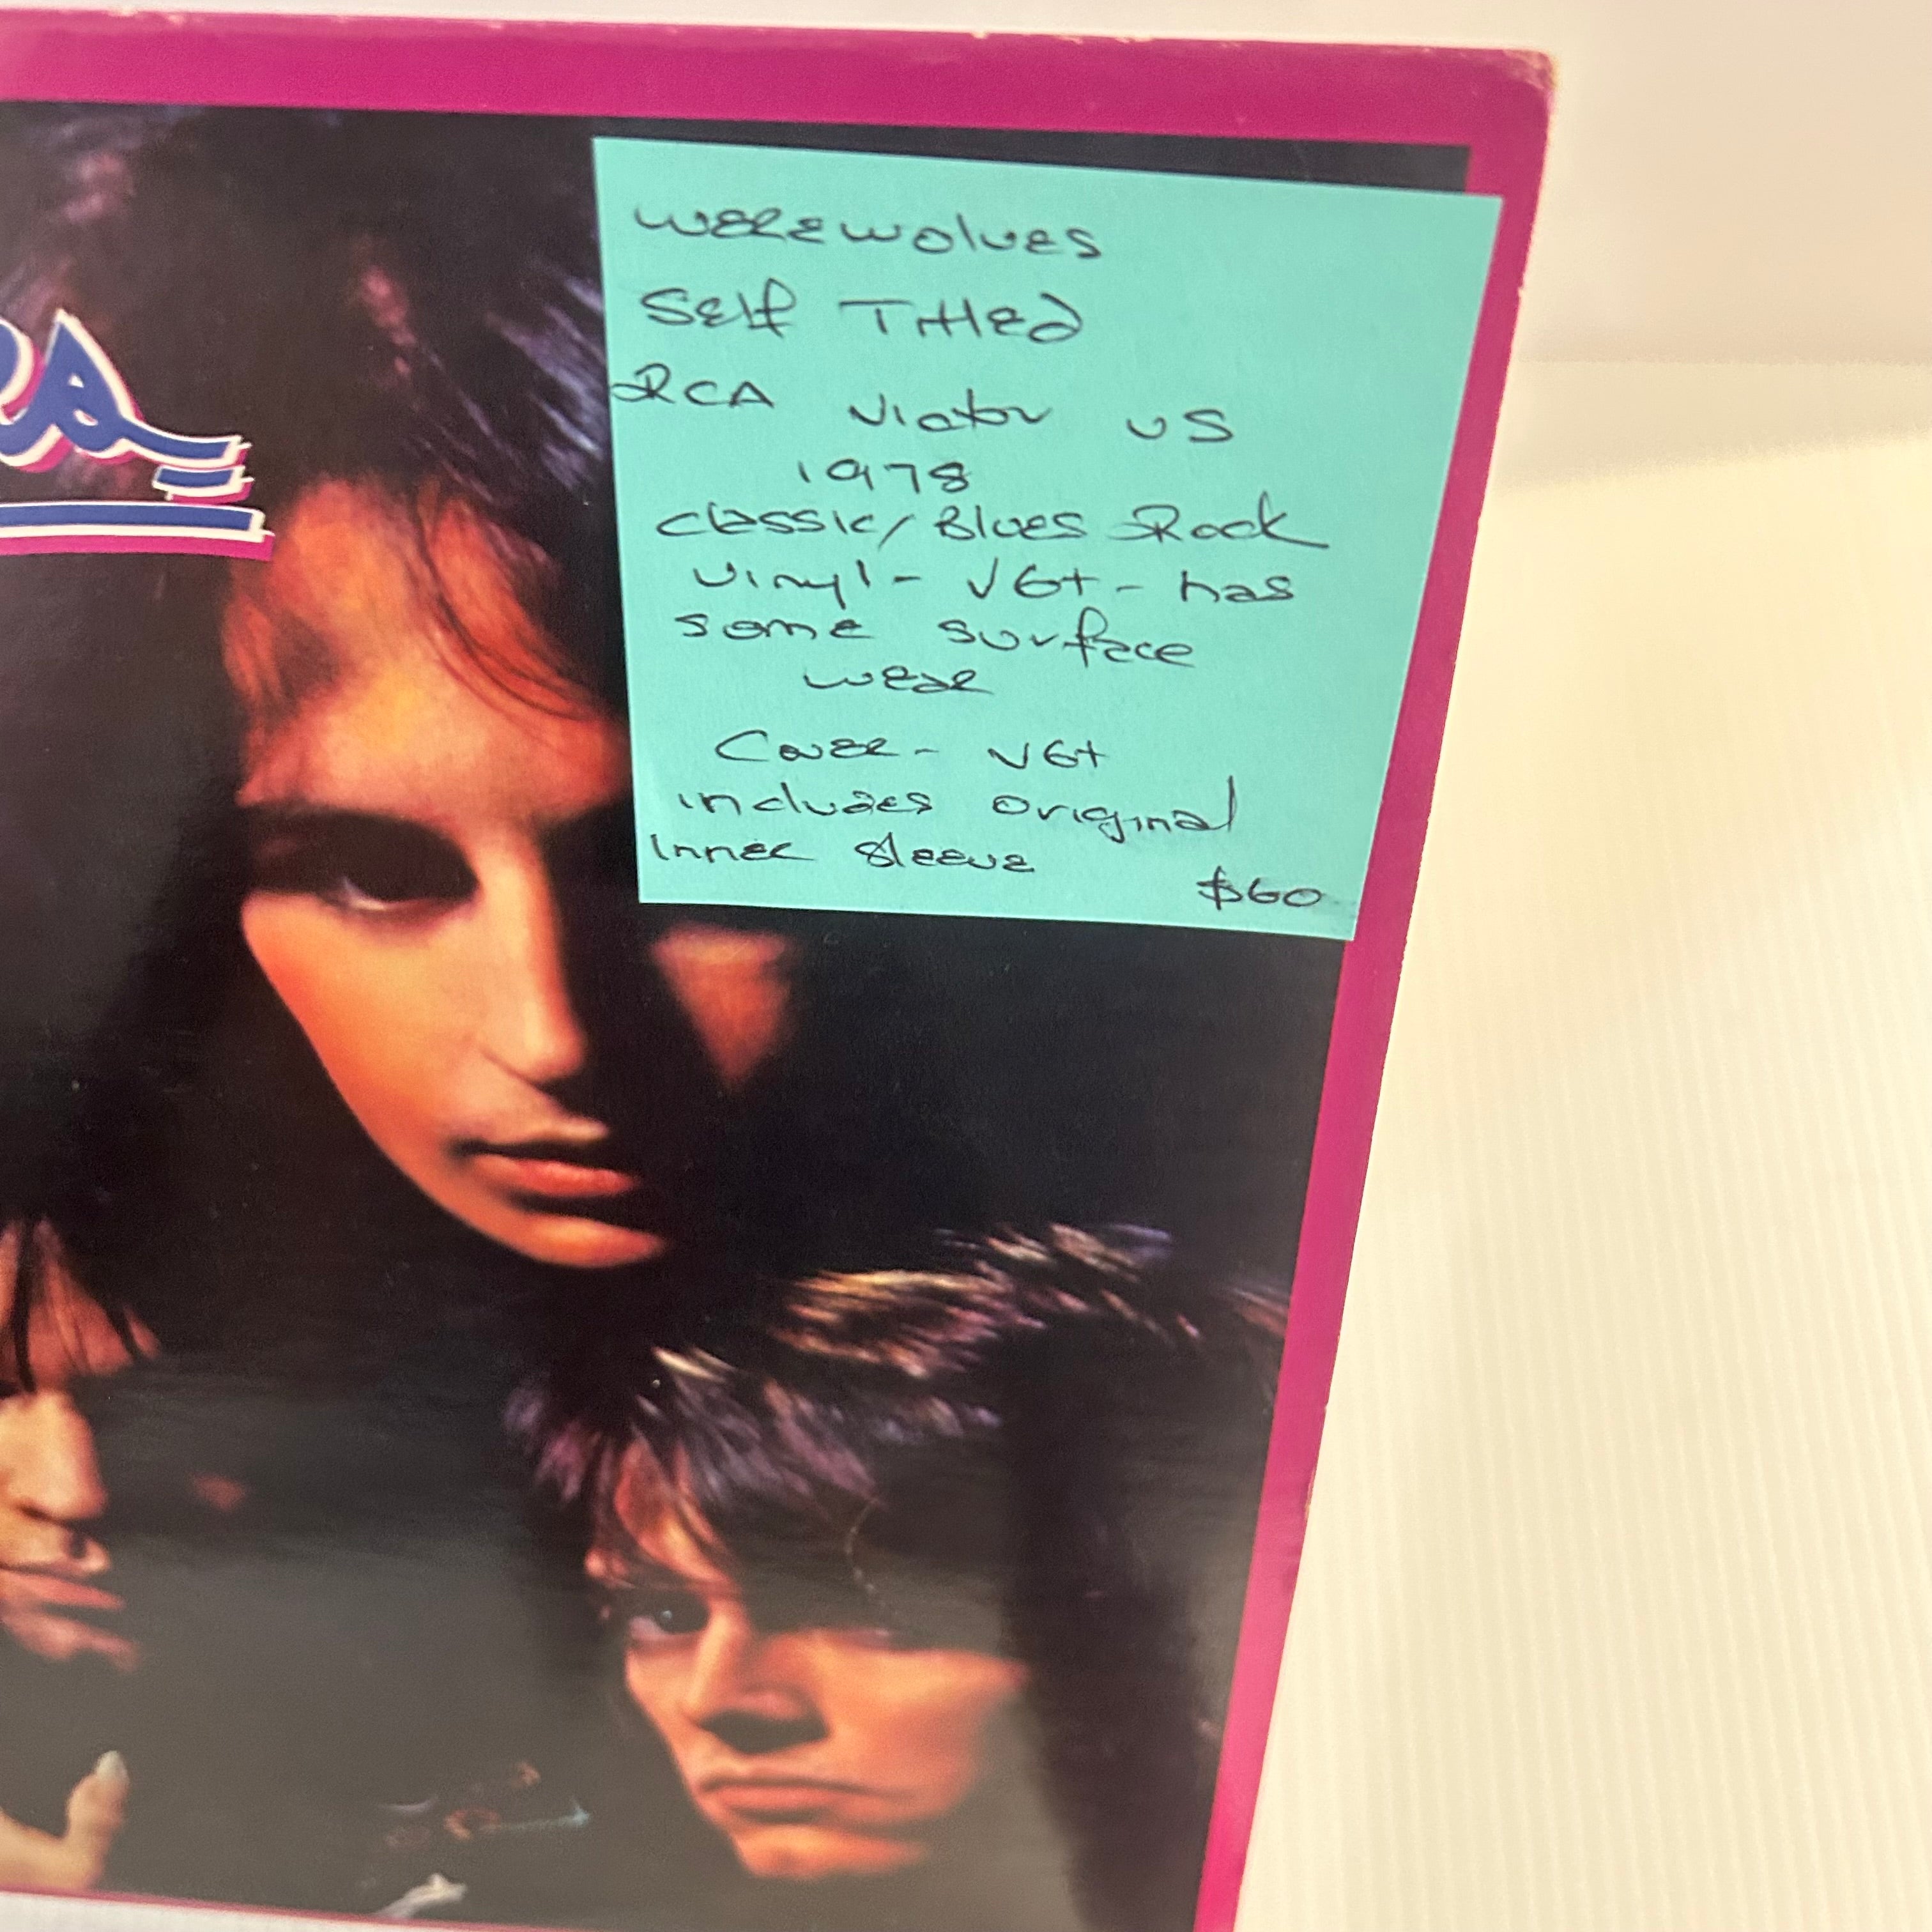 Werewolves
Self Titled
RCA Victor US
1978
Classic/Blues Rock
Vinyl - VG+ - has
some surface
wear
Cover - VG+
includes original
inner sleeve
$60